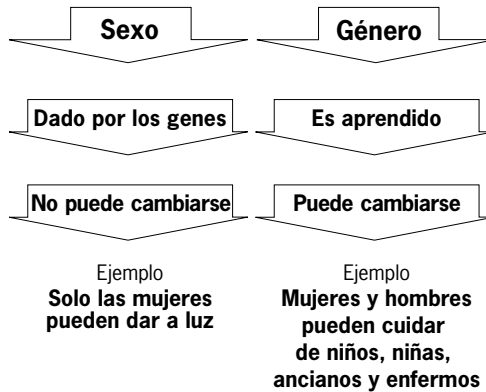 Sexo
Dado por los genes
No puede cambiarse
Ejemplo
Solo las mujeres
pueden dar a luz
Género
Es aprendido
Puede cambiarse
Ejemplo
Mujeres y hombres
pueden cuidar
de niños, niñas,
ancianos y enfermos